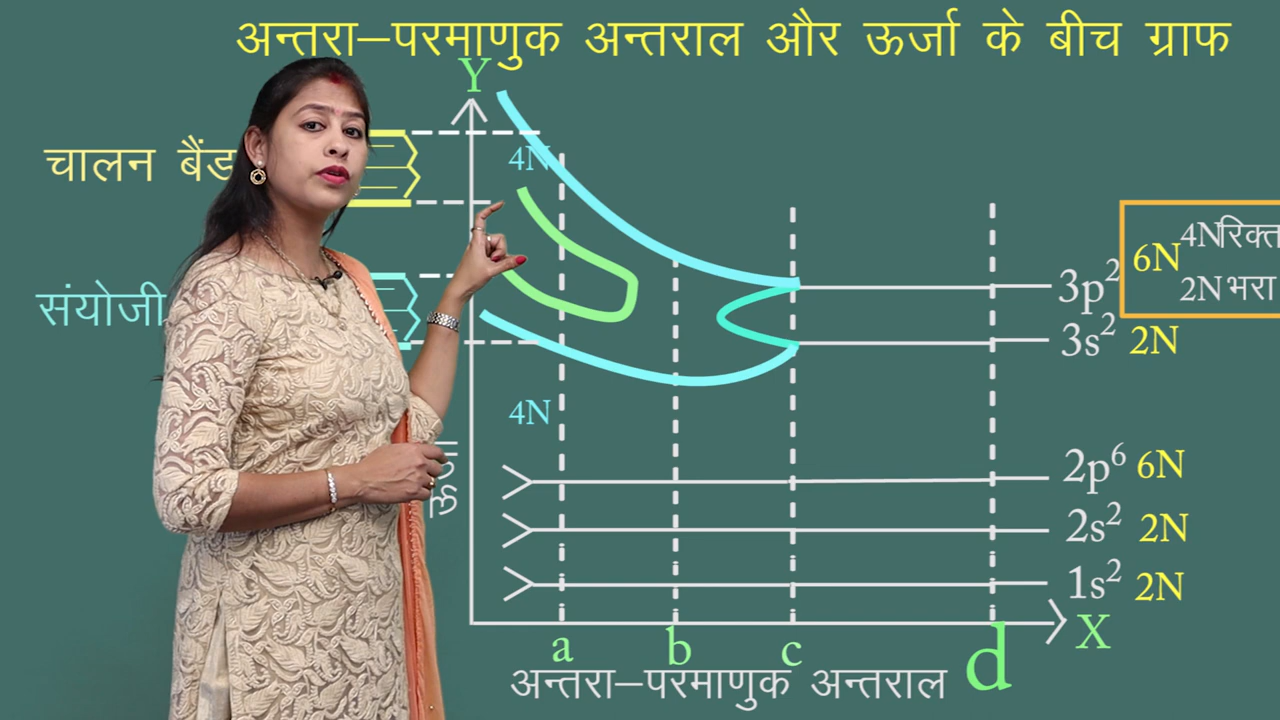 अन्तरा–परमाणुक अन्तराल और ऊर्जा के बीच ग्राफ
Y
चालन बैंड
4N
संयोजी
3p² 6N 4N रिक्त
2N भरा
3s² 2N
4N
2p⁶ 6N
2s² 2N
1s² 2N
X
a b c d
अन्तरा–परमाणुक अन्तराल